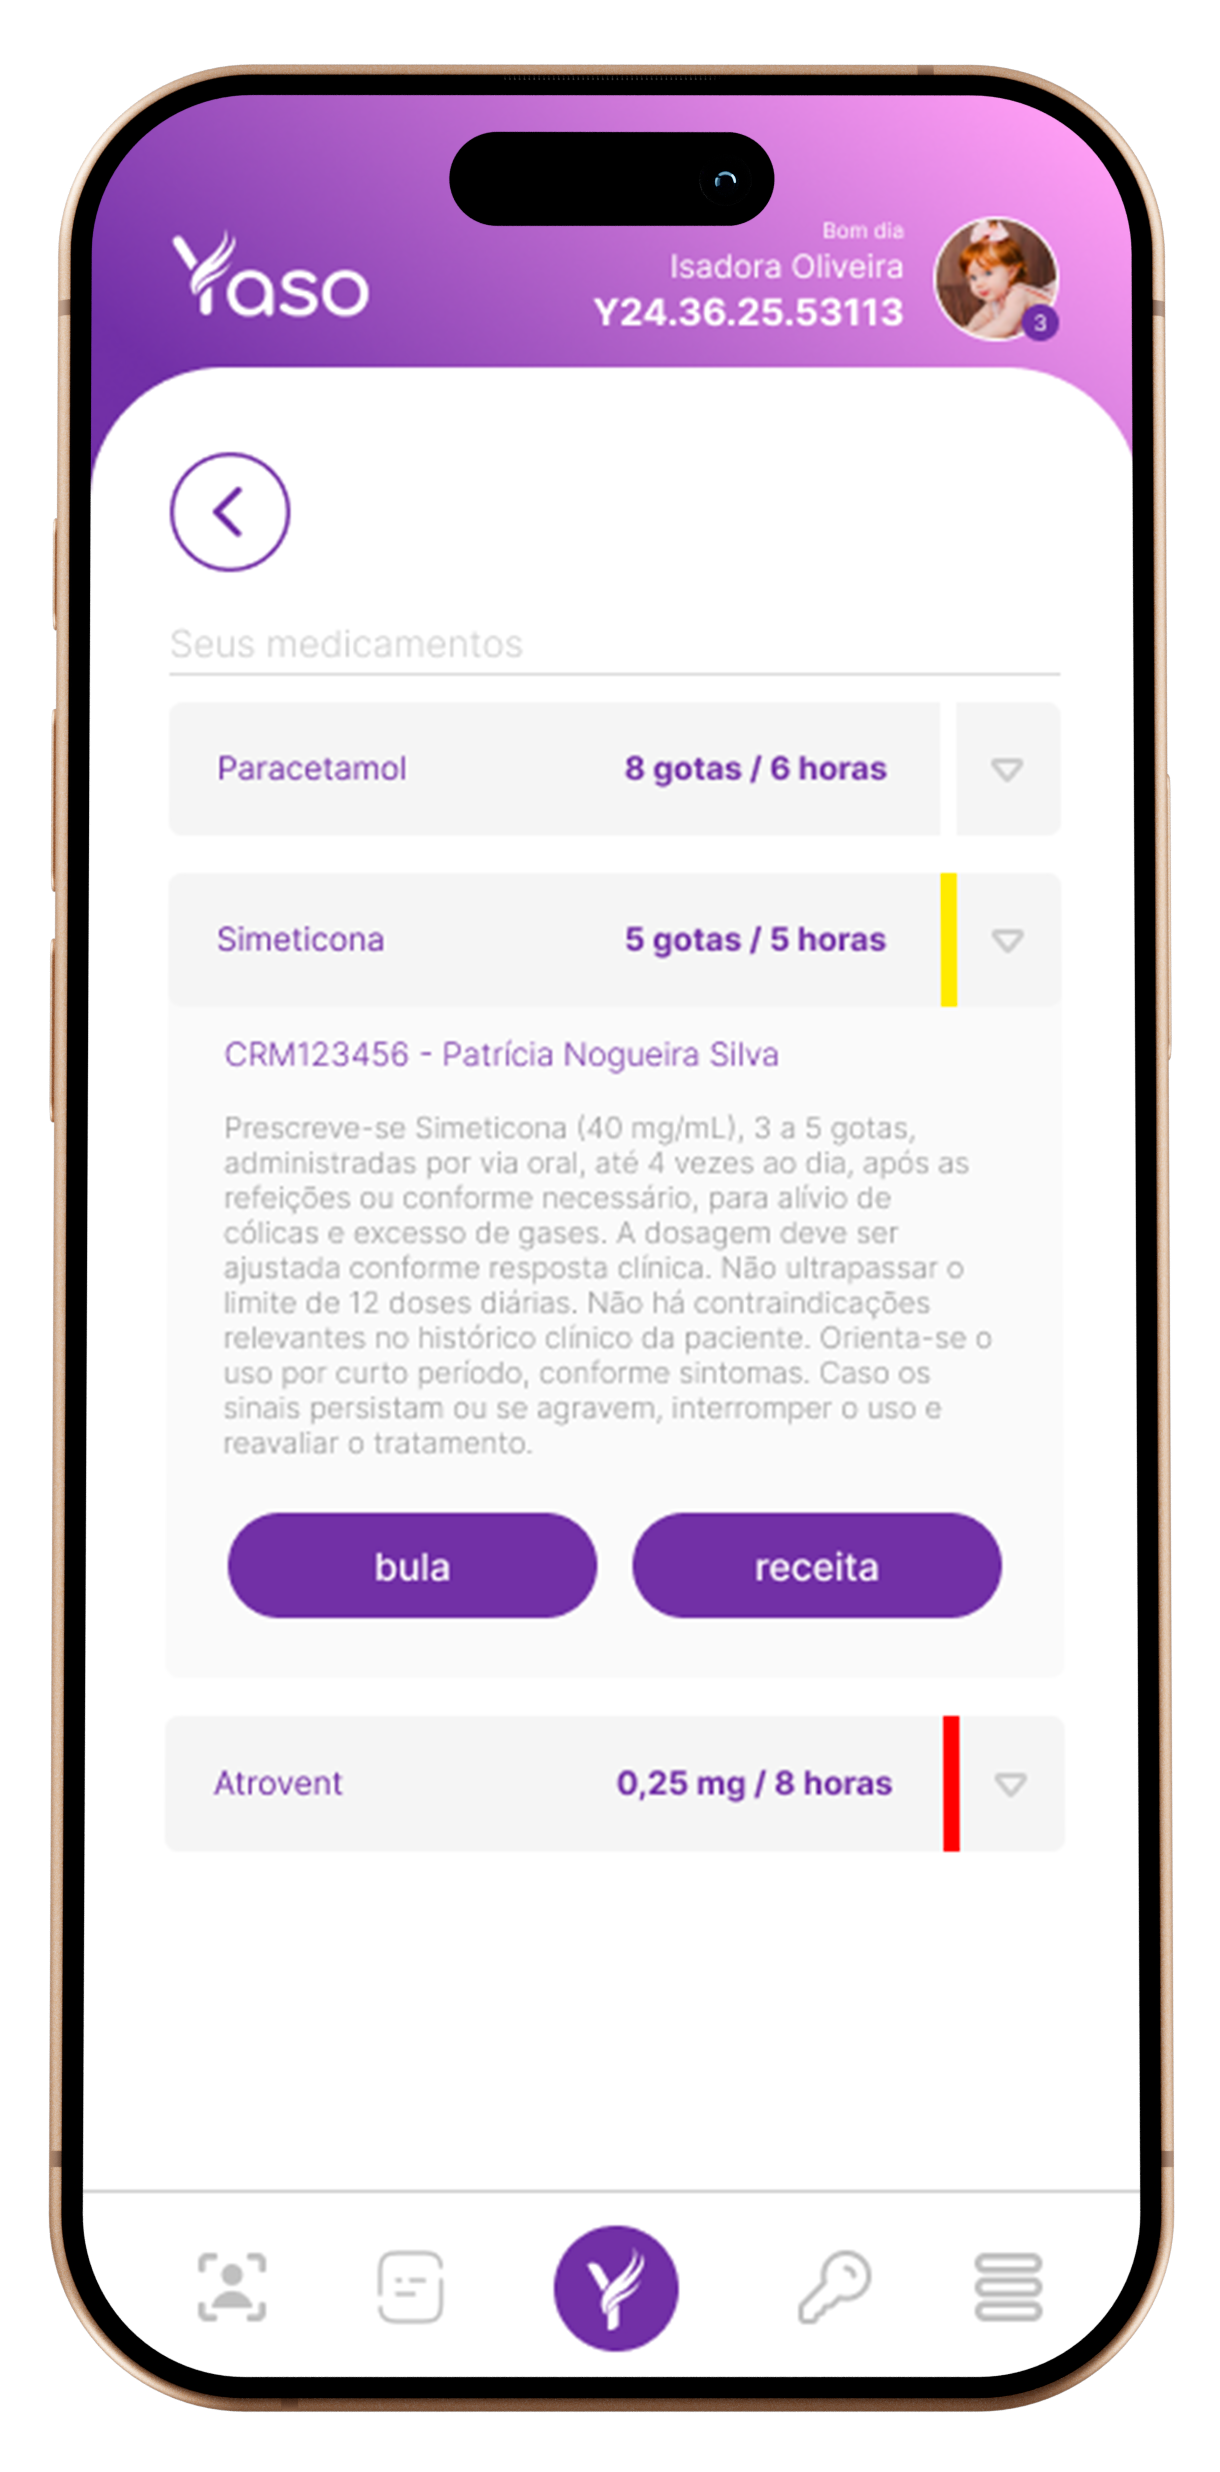 Yaso
Bom dia
Isadora Oliveira
Y24.36.25.53113
3
Seus medicamentos
Paracetamol 8 gotas / 6 horas
Simeticona 5 gotas / 5 horas
CRM123456 - Patrícia Nogueira Silva
Prescreve-se Simeticona (40 mg/mL), 3 a 5 gotas,
administradas por via oral, até 4 vezes ao dia, após as
refeições ou conforme necessário, para alívio de
cólicas e excesso de gases. A dosagem deve ser
ajustada conforme resposta clínica. Não ultrapassar o
limite de 12 doses diárias. Não há contraindicações
relevantes no histórico clínico da paciente. Orienta-se o
uso por curto período, conforme sintomas. Caso os
sinais persistam ou se agravem, interromper o uso e
reavaliar o tratamento.
bula receita
Atrovent 0,25 mg / 8 horas